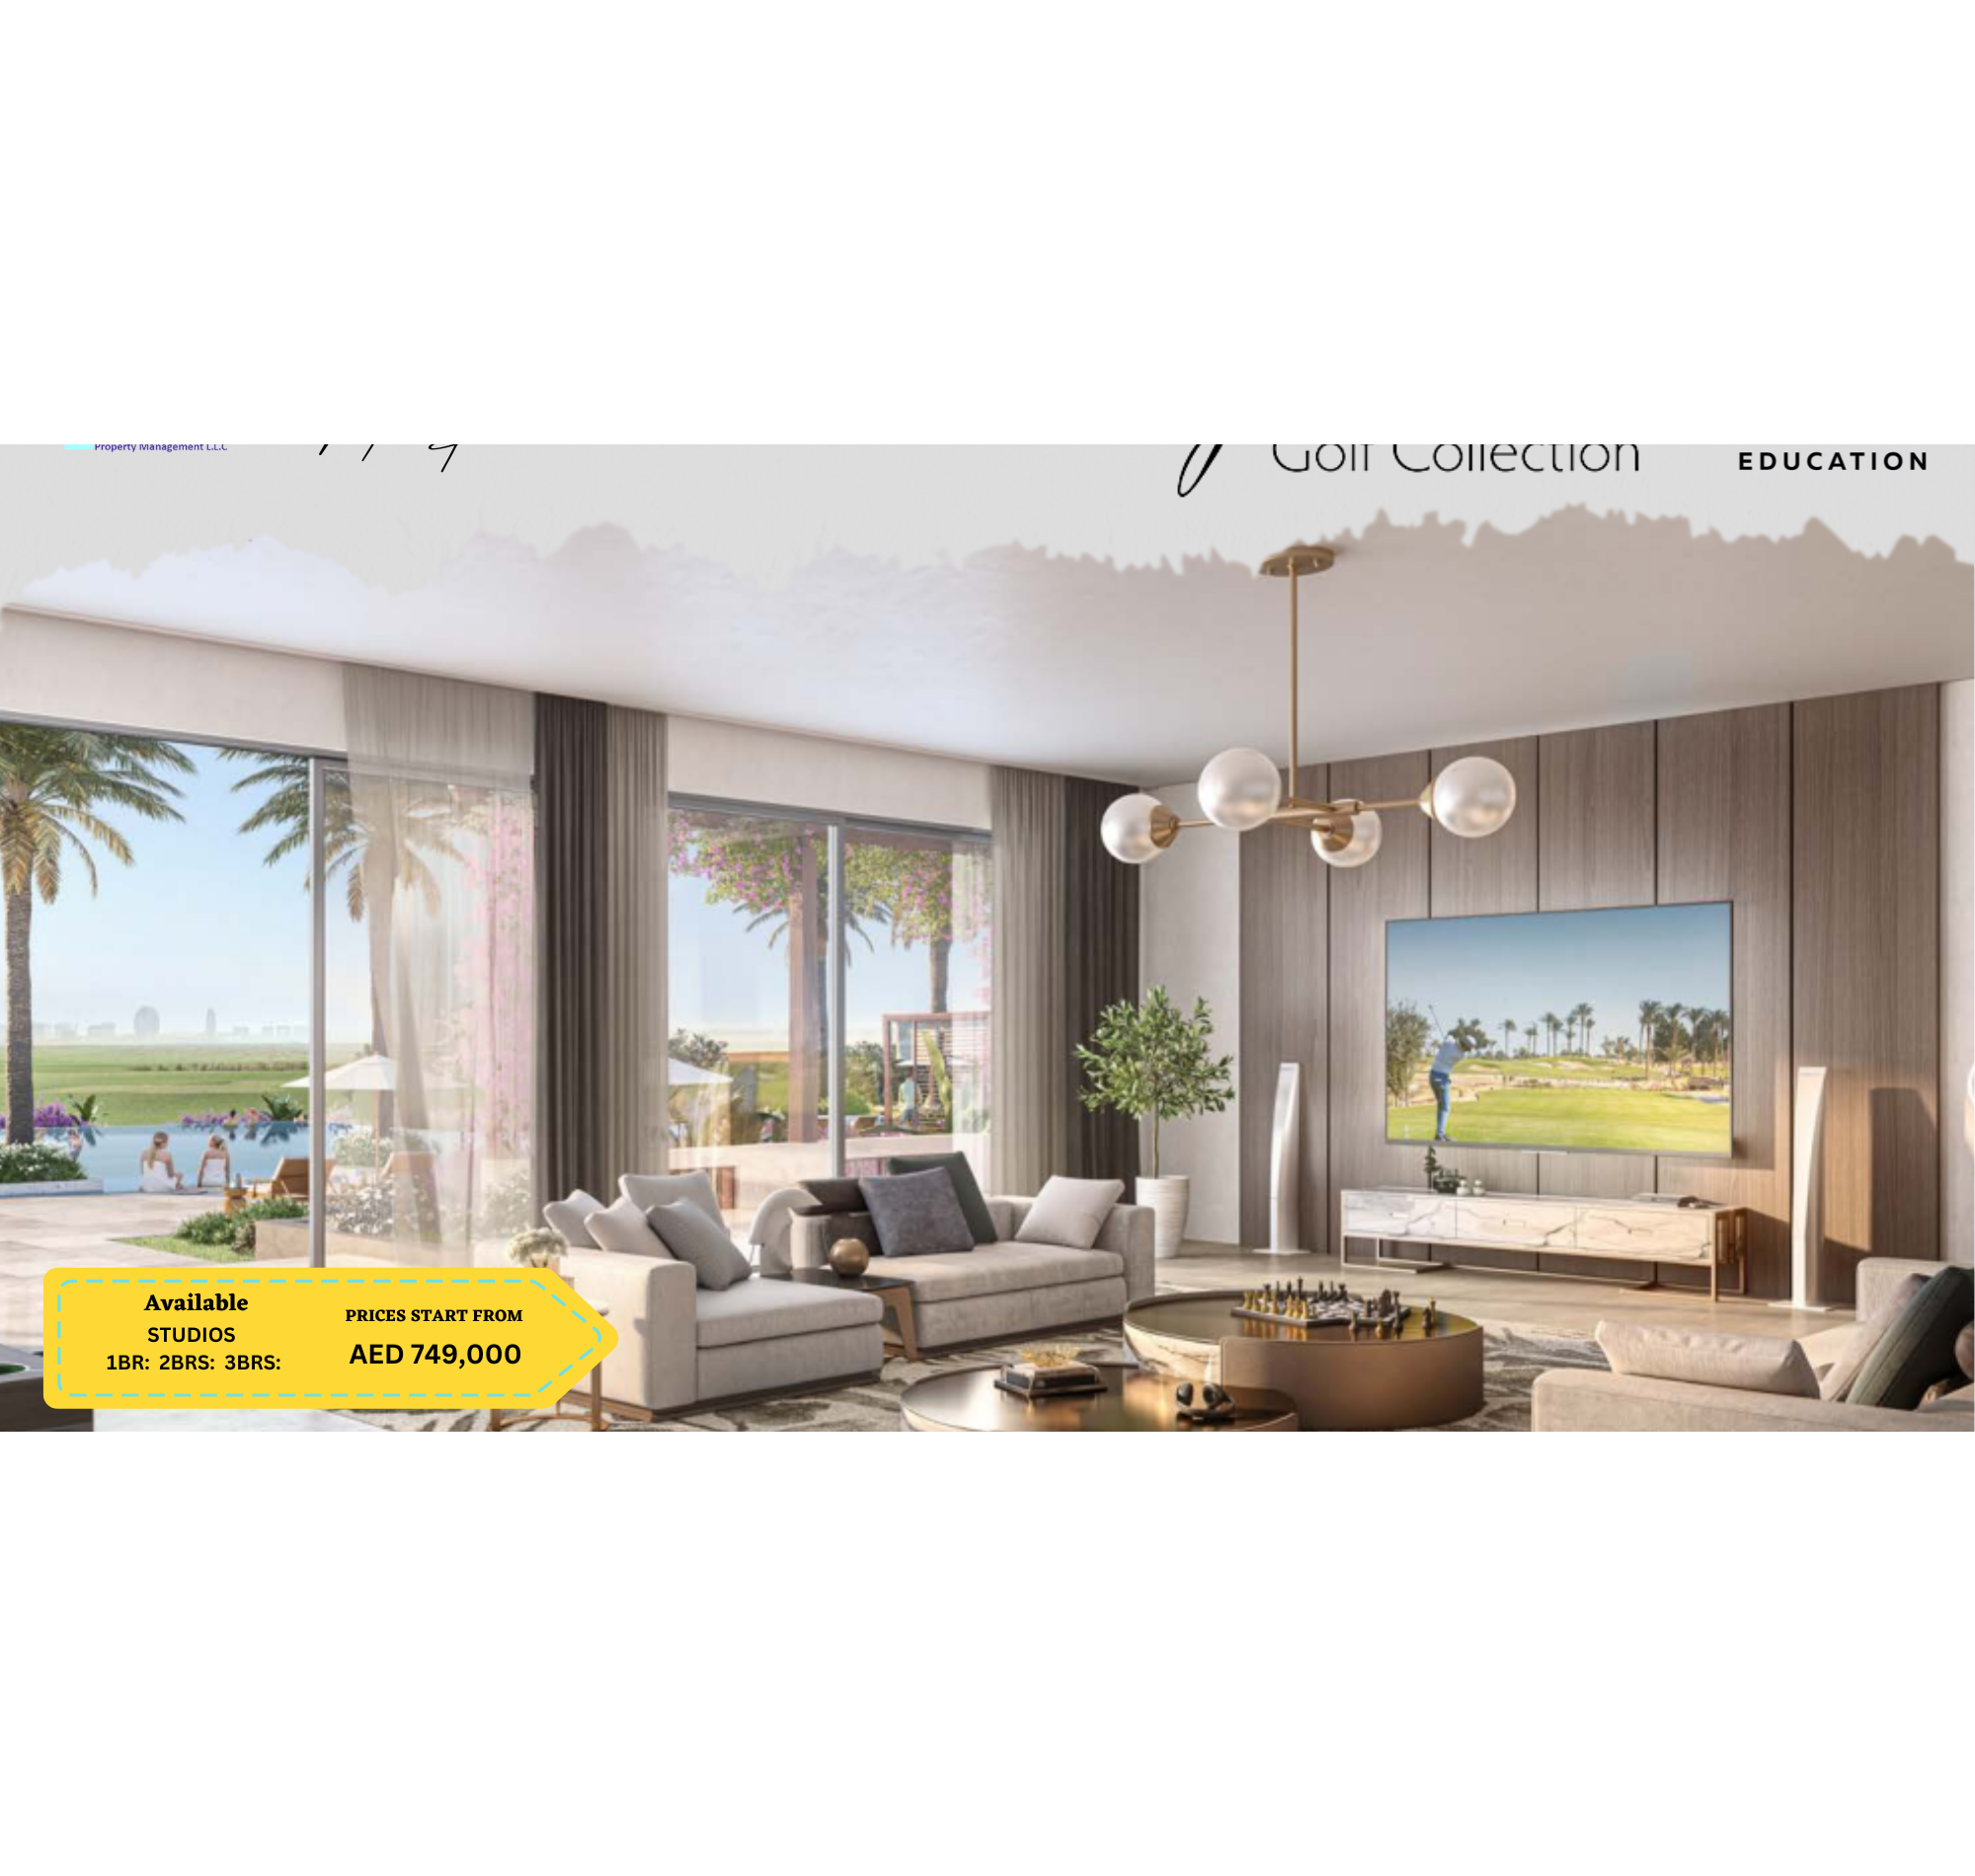 Property Management L.L.C
Golf Collection
EDUCATION
Available
STUDIOS
1BR: 2BRS: 3BRS:
PRICES START FROM
AED 749,000